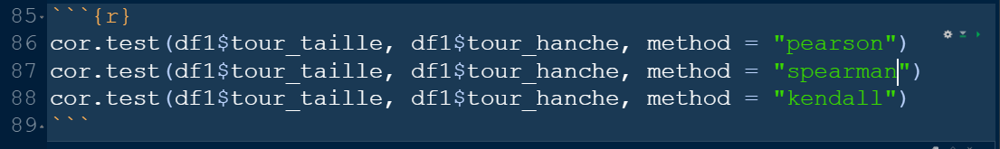 85 ```{r}
86 cor.test(df1$tour_taille, df1$tour_hanche, method = "pearson")
87 cor.test(df1$tour_taille, df1$tour_hanche, method = "spearman")
88 cor.test(df1$tour_taille, df1$tour_hanche, method = "kendall")
89 ```